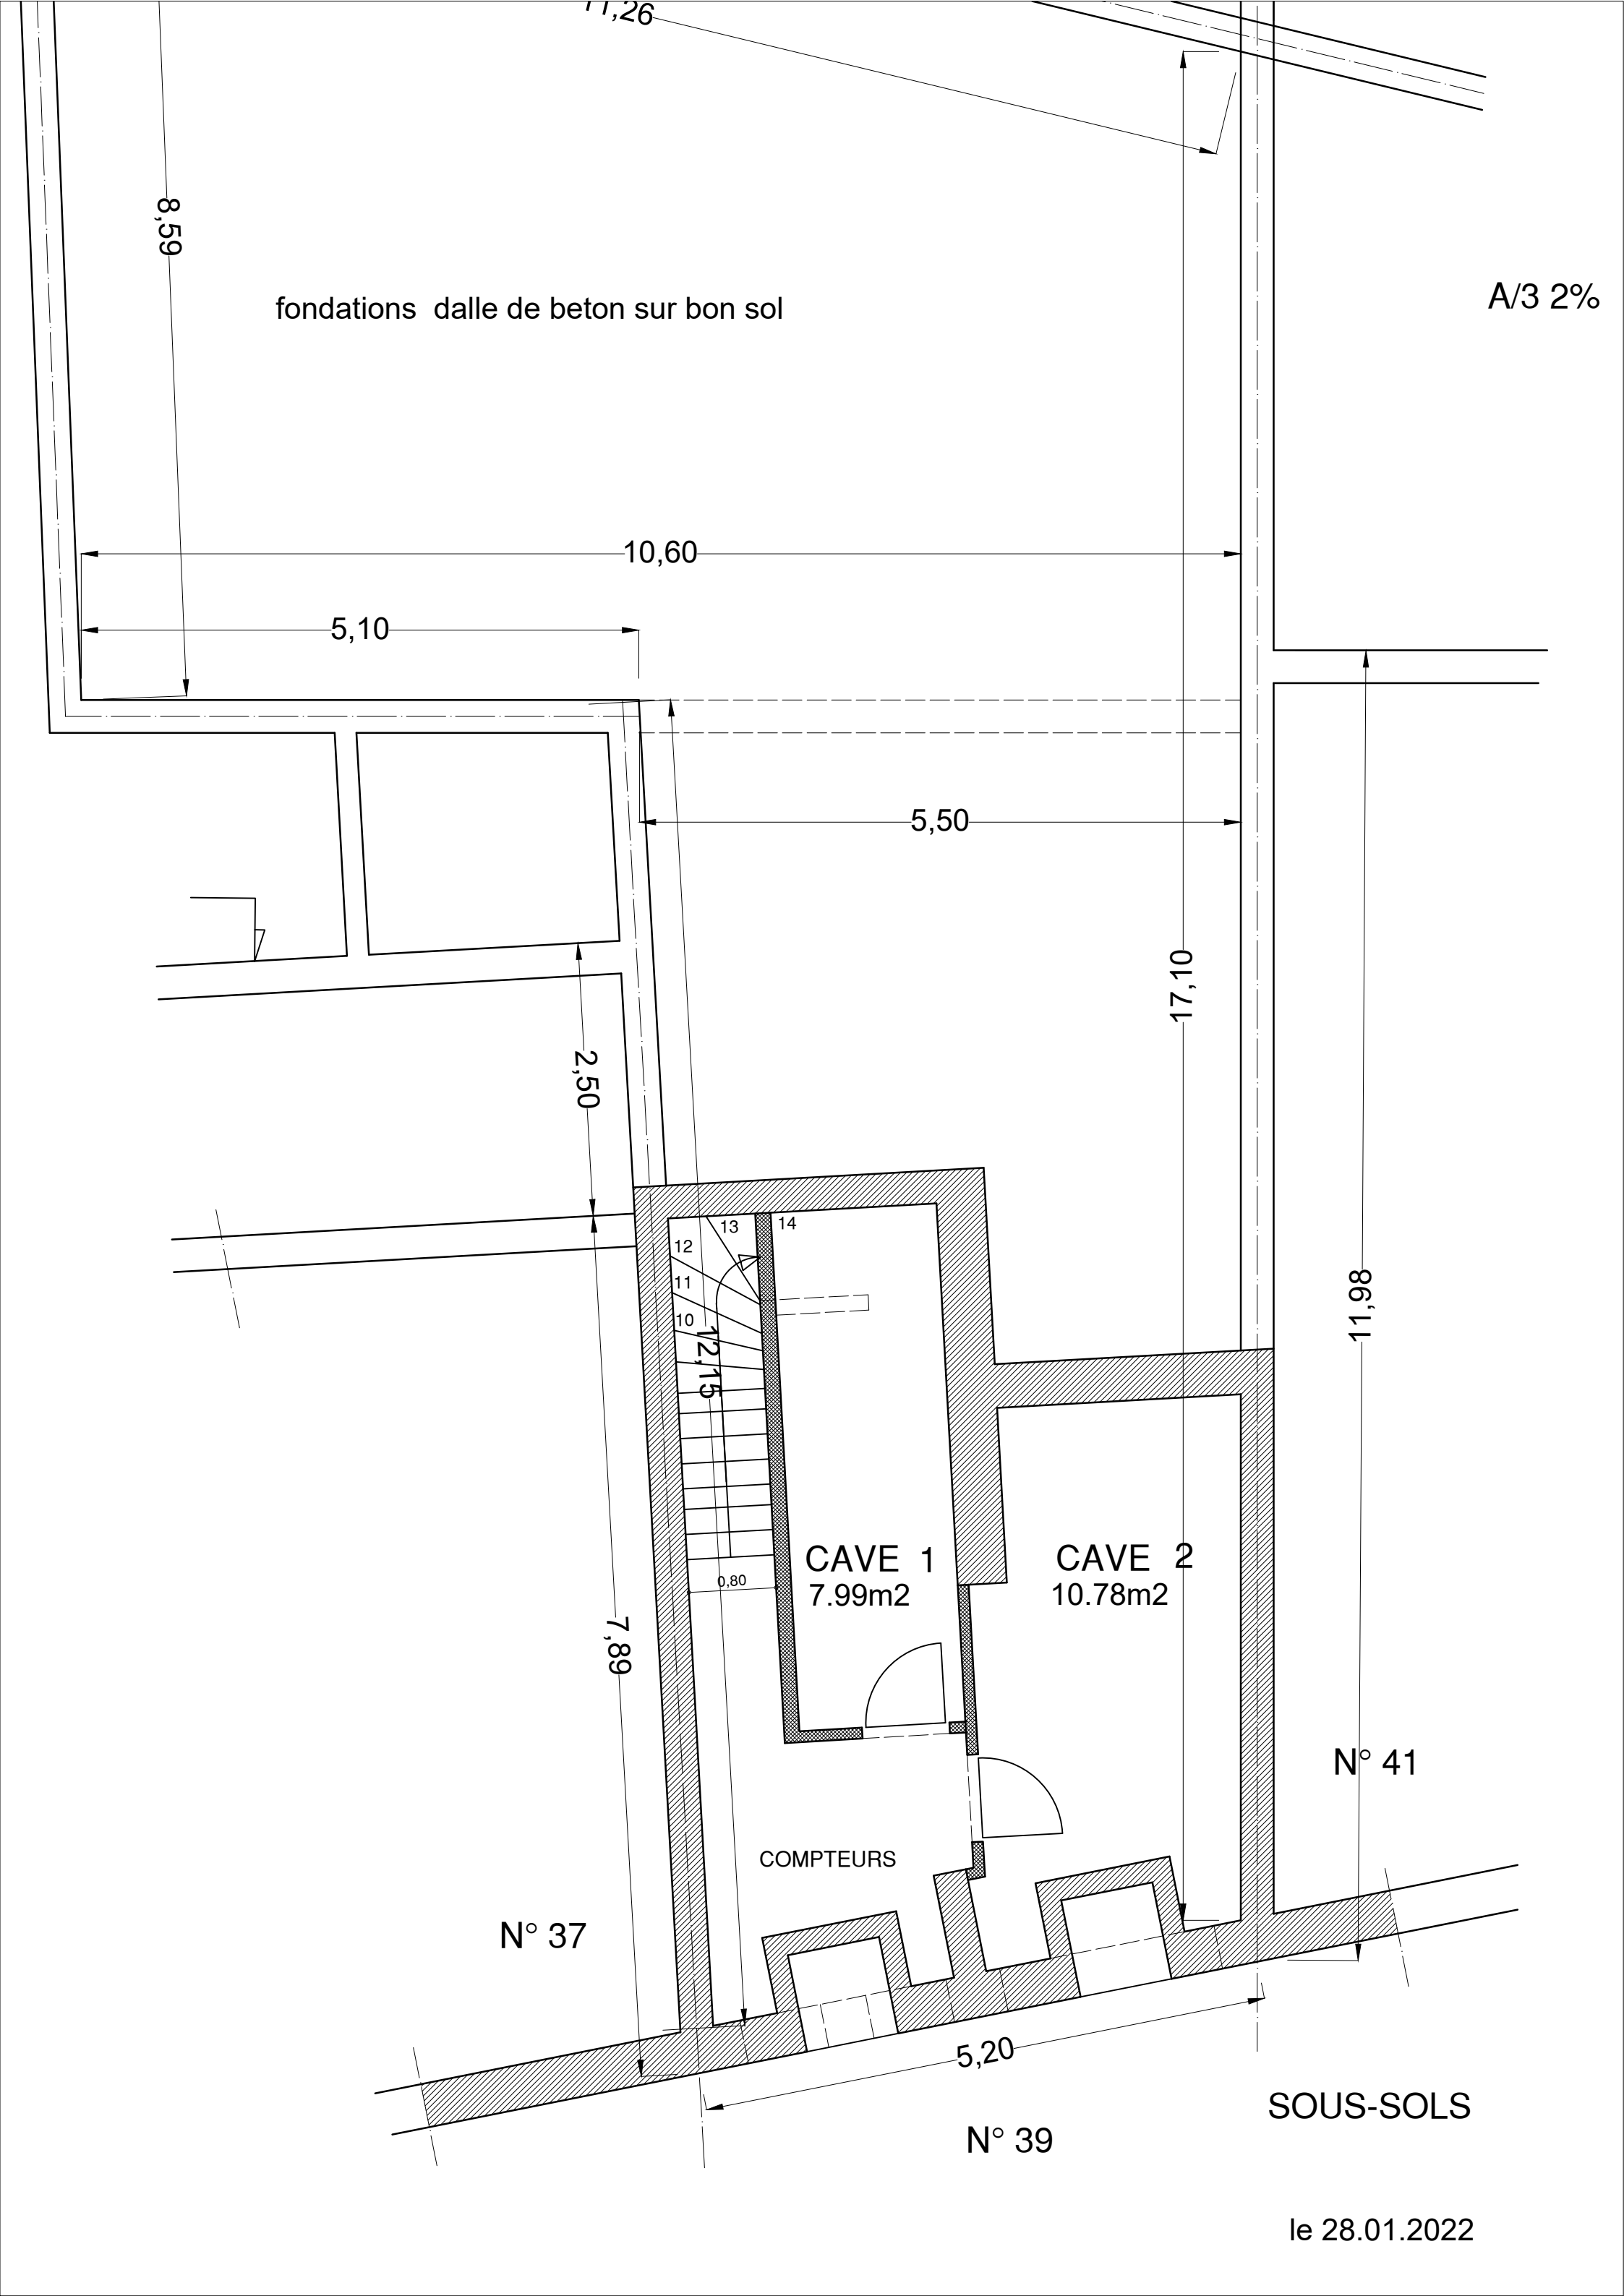 11,26
8,59
fondations dalle de beton sur bon sol
A/3 2%
10,60
5,10
5,50
17,10
2,50
13
14
12
11
10
12,15
11,98
CAVE 1
7.99m2
CAVE 2
10.78m2
0,80
7,89
N° 41
COMPTEURS
N° 37
5,20
SOUS-SOLS
N° 39
le 28.01.2022